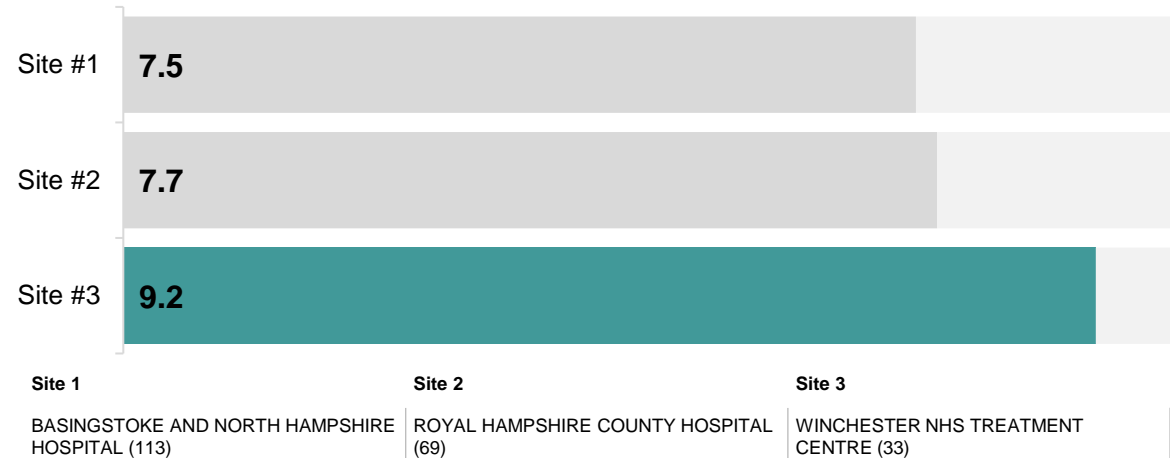 Site #1
7.5
Site #2
7.7
Site #3
9.2
Site 1
Site 2
Site 3
BASINGSTOKE AND NORTH HAMPSHIRE
HOSPITAL (113)
ROYAL HAMPSHIRE COUNTY HOSPITAL
(69)
WINCHESTER NHS TREATMENT
CENTRE (33)